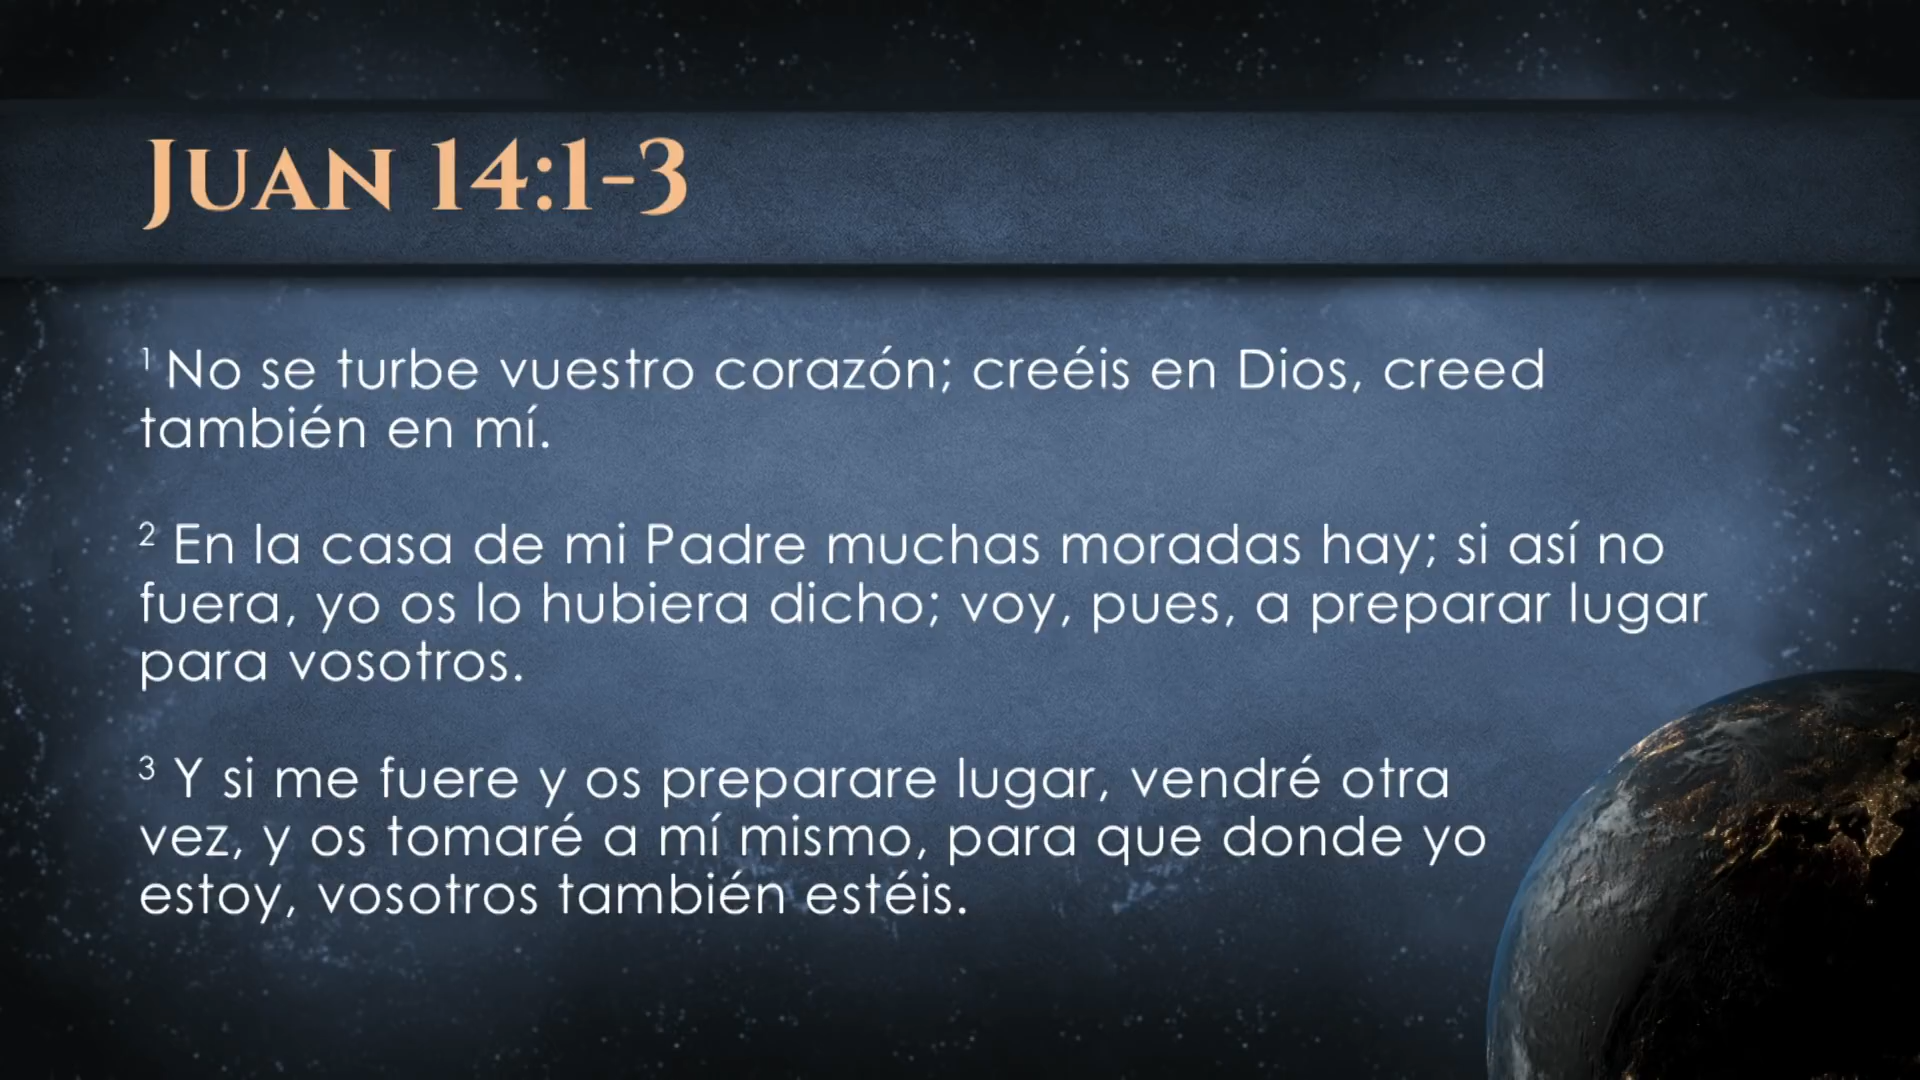 Juan 14:1-3
1 No se turbe vuestro corazón; creéis en Dios, creed
también en mí.
2 En la casa de mi Padre muchas moradas hay; si así no
fuera, yo os lo hubiera dicho; voy, pues, a preparar lugar
para vosotros.
3 Y si me fuere y os preparare lugar, vendré otra
vez, y os tomaré a mí mismo, para que donde yo
estoy, vosotros también estéis.